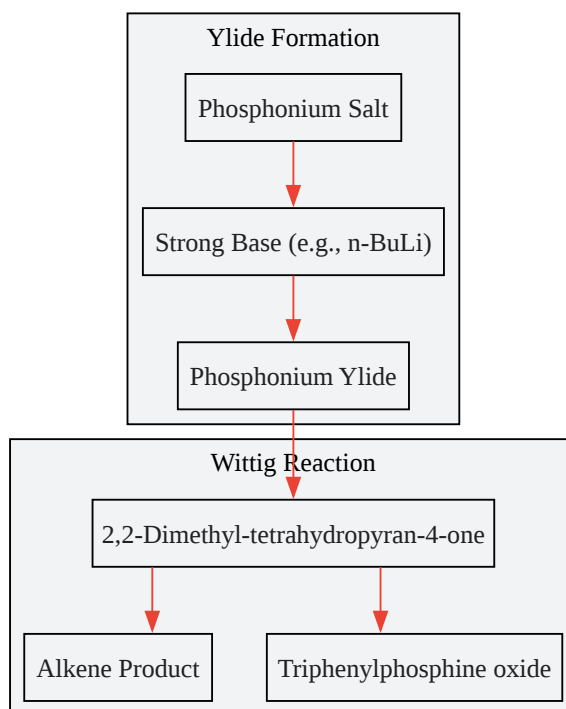 Ylide Formation
Phosphonium Salt
Strong Base (e.g., n-BuLi)
Phosphonium Ylide
Wittig Reaction
2,2-Dimethyl-tetrahydropyran-4-one
Alkene Product
Triphenylphosphine oxide